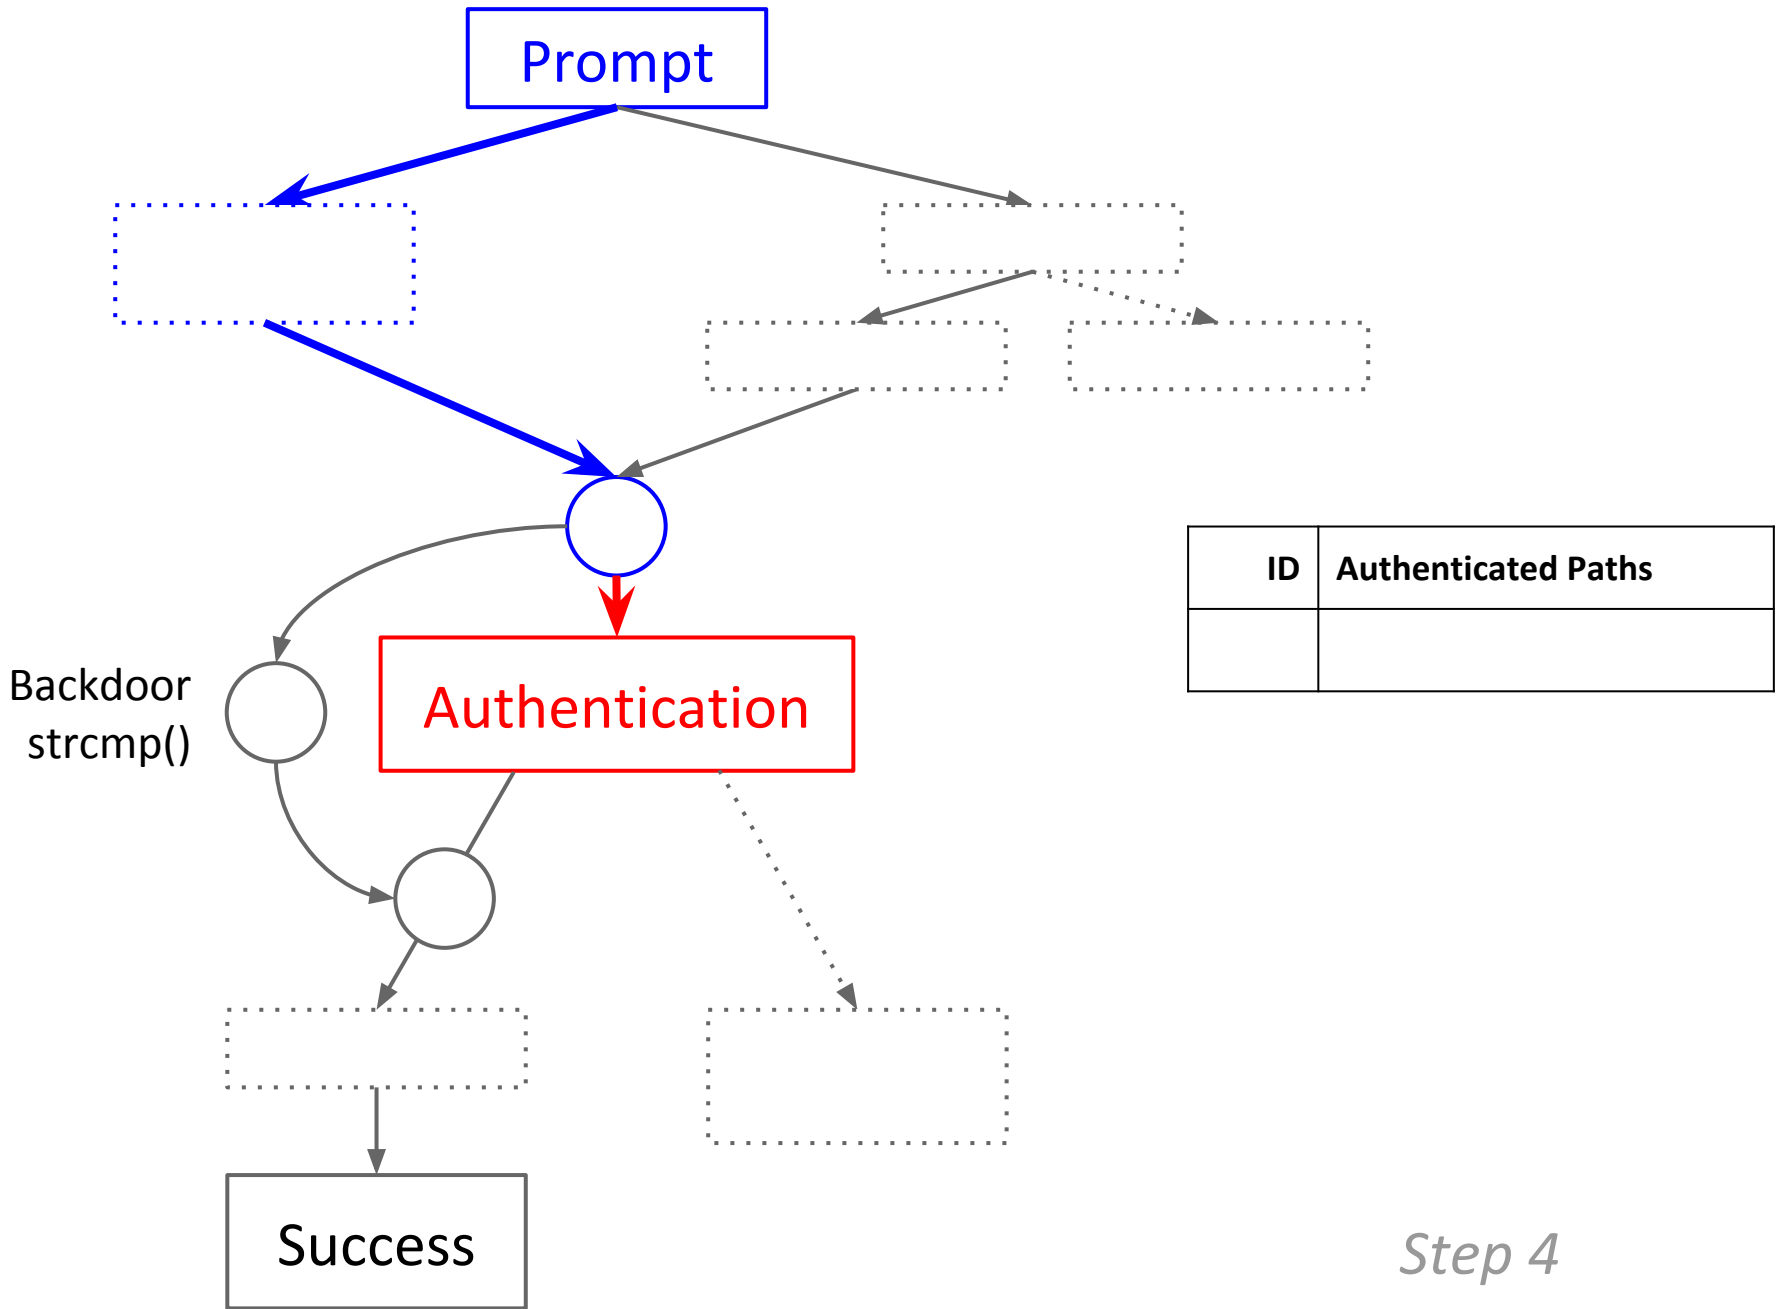 Prompt
ID Authenticated Paths
Backdoor
strcmp()
Authentication
Success
Step 4